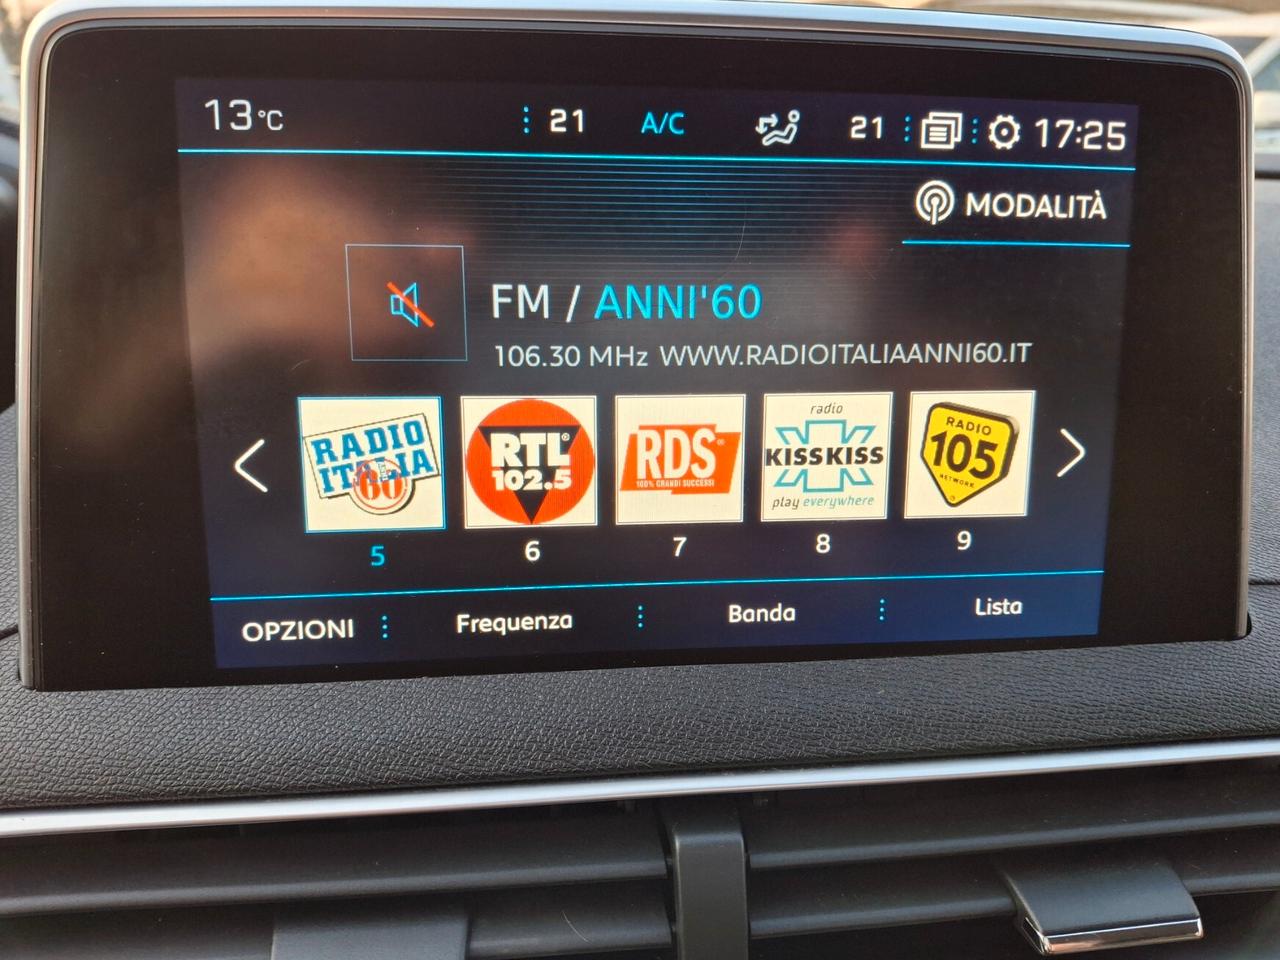 13°C 21 A/C 21 17:25
MODALITÀ
FM / ANNI'60
106.30 MHz WWW.RADIOITALIAANNI60.IT
RADIO
ITALIA
60
RTL®
102.5
RDS®
100% GRANDI SUCCESSI
radio
KISSKISS
play everywhere
RADIO
105
NETWORK
5 6 7 8 9
OPZIONI Frequenza Banda Lista